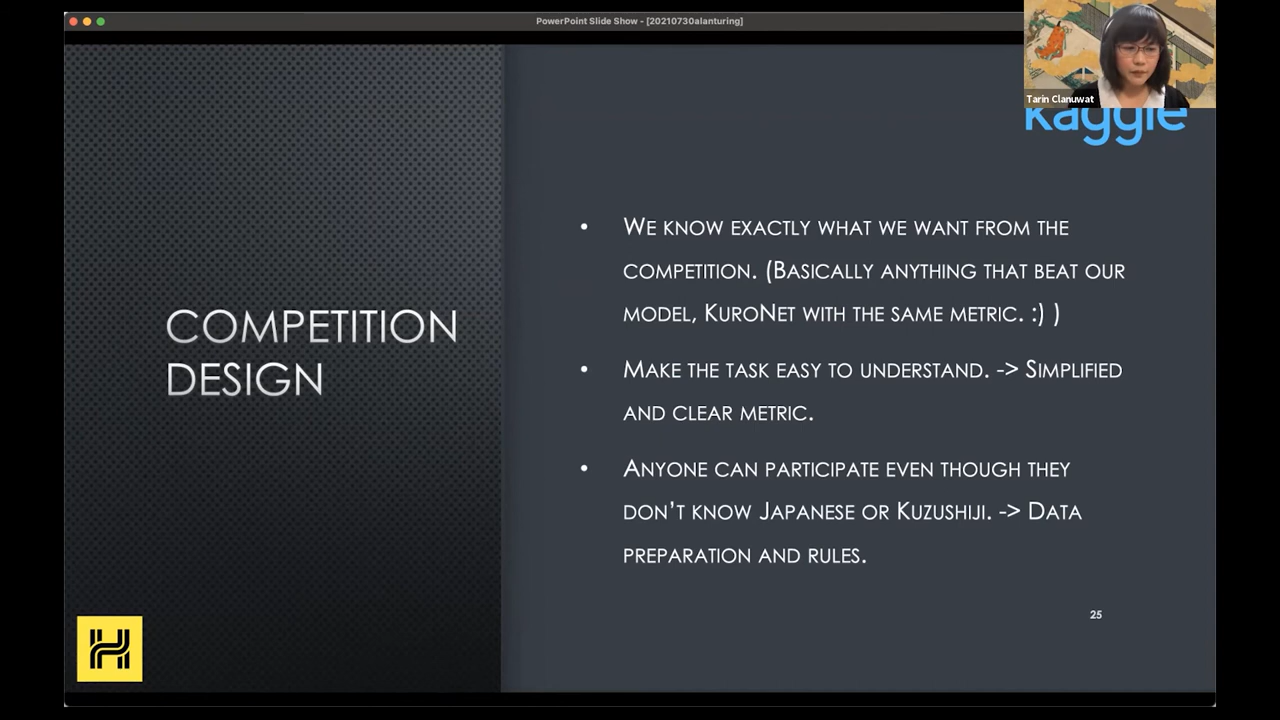 PowerPoint Slide Show - [20210730alanturing]
Tarin Clanuwat
kaggle
COMPETITION
DESIGN
• WE KNOW EXACTLY WHAT WE WANT FROM THE
COMPETITION. (BASICALLY ANYTHING THAT BEAT OUR
MODEL, KURONET WITH THE SAME METRIC. :) )
• MAKE THE TASK EASY TO UNDERSTAND. -> SIMPLIFIED
AND CLEAR METRIC.
• ANYONE CAN PARTICIPATE EVEN THOUGH THEY
DON'T KNOW JAPANESE OR KUZUSHIJI. -> DATA
PREPARATION AND RULES.
25
H